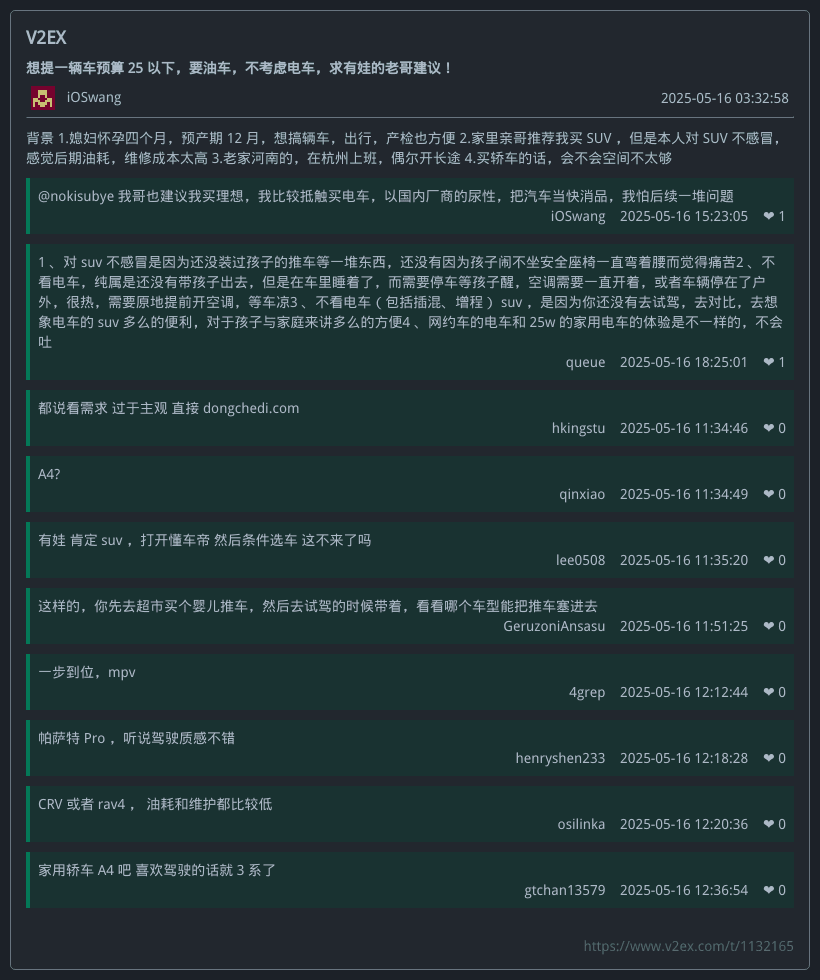 V2EX
想提一辆车预算 25 以下，要油车，不考虑电车，求有娃的老哥建议！
iOSwang 2025-05-16 03:32:58
背景 1.媳妇怀孕四个月，预产期 12 月，想搞辆车，出行，产检也方便 2.家里亲哥推荐我买 SUV ，但是本人对 SUV 不感冒，
感觉后期油耗，维修成本太高 3.老家河南的，在杭州上班，偶尔开长途 4.买轿车的话，会不会空间不太够
@nokisubye 我哥也建议我买理想，我比较抵触买电车，以国内厂商的尿性，把汽车当快消品，我怕后续一堆问题
iOSwang 2025-05-16 15:23:05 ❤ 1
1 、对 suv 不感冒是因为还没装过孩子的推车等一堆东西，还没有因为孩子闹不坐安全座椅一直弯着腰而觉得痛苦2 、不
看电车，纯属是还没有带孩子出去，但是在车里睡着了，而需要停车等孩子醒，空调需要一直开着，或者车辆停在了户
外，很热，需要原地提前开空调，等车凉3 、不看电车（ 包括插混、增程 ） suv ，是因为你还没有去试驾，去对比，去想
象电车的 suv 多么的便利，对于孩子与家庭来讲多么的方便4 、网约车的电车和 25w 的家用电车的体验是不一样的，不会
吐
queue 2025-05-16 18:25:01 ❤ 1
都说看需求 过于主观 直接 dongchedi.com
hkingstu 2025-05-16 11:34:46 ❤ 0
A4?
qinxiao 2025-05-16 11:34:49 ❤ 0
有娃 肯定 suv ，打开懂车帝 然后条件选车 这不来了吗
lee0508 2025-05-16 11:35:20 ❤ 0
这样的，你先去超市买个婴儿推车，然后去试驾的时候带着，看看哪个车型能把推车塞进去
GeruzoniAnsasu 2025-05-16 11:51:25 ❤ 0
一步到位，mpv
4grep 2025-05-16 12:12:44 ❤ 0
帕萨特 Pro ，听说驾驶质感不错
henryshen233 2025-05-16 12:18:28 ❤ 0
CRV 或者 rav4 ， 油耗和维护都比较低
osilinka 2025-05-16 12:20:36 ❤ 0
家用轿车 A4 吧 喜欢驾驶的话就 3 系了
gtchan13579 2025-05-16 12:36:54 ❤ 0
https://www.v2ex.com/t/1132165